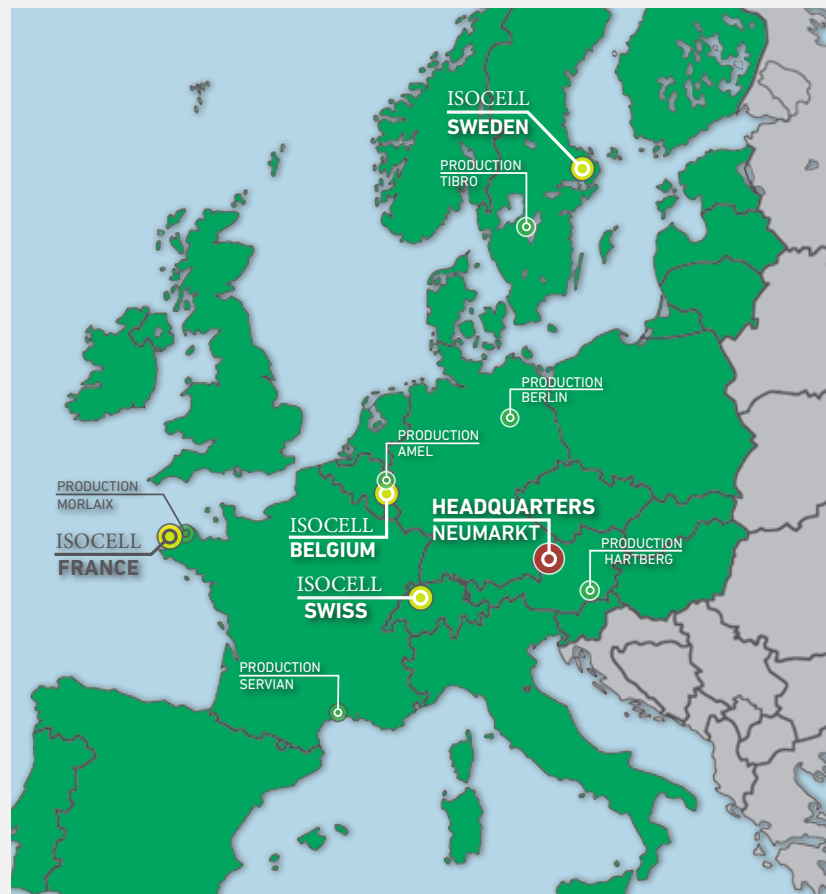 ISOCELL
SWEDEN
PRODUCTION
TIBRO
PRODUCTION
BERLIN
PRODUCTION
AMEL
PRODUCTION
MORLAIX
ISOCELL
FRANCE
ISOCELL
BELGIUM
HEADQUARTERS
NEUMARKT
PRODUCTION
HARTBERG
ISOCELL
SWISS
PRODUCTION
SERVIAN